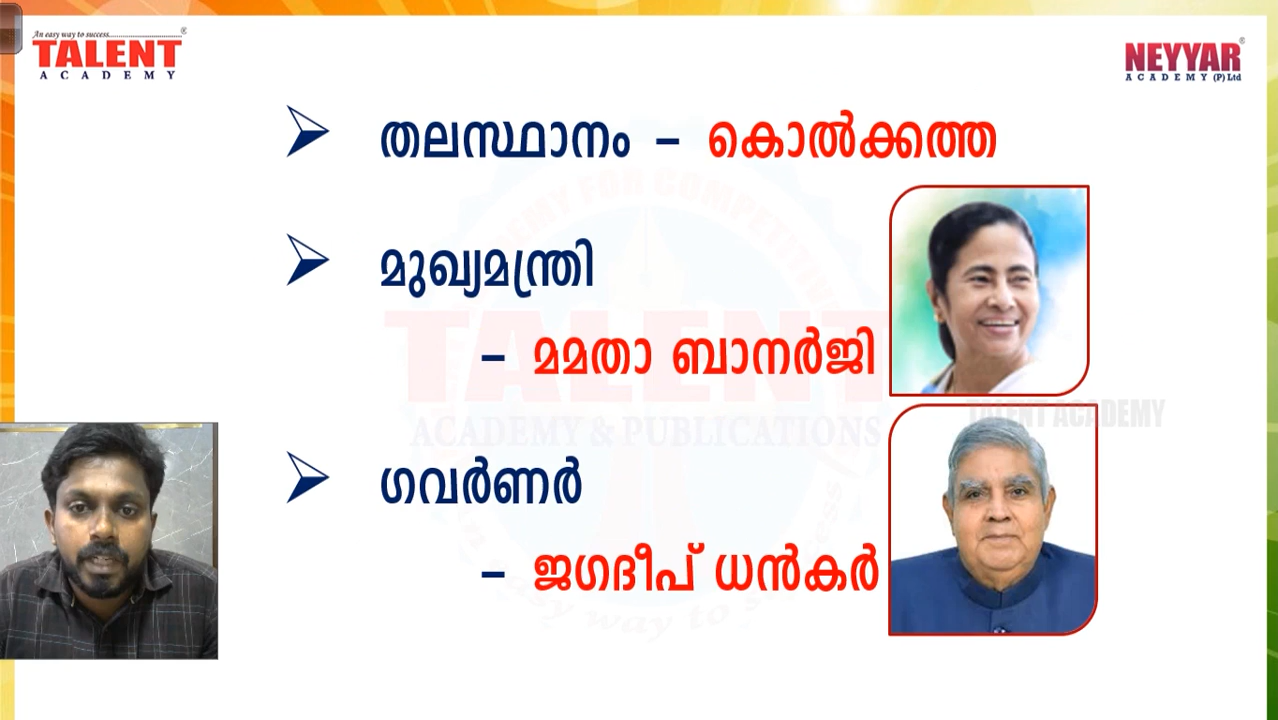 An easy way to success
TALENT
ACADEMY
NEYYAR
ACADEMY (P) Ltd
തലസ്ഥാനം - കൊൽക്കത്ത
മുഖ്യമന്ത്രി
- മമതാ ബാനർജി
TALENT
ACADEMY & PUBLICATIONS
TALENT ACADEMY
ഗവർണർ
- ജഗദീപ് ധൻകർ